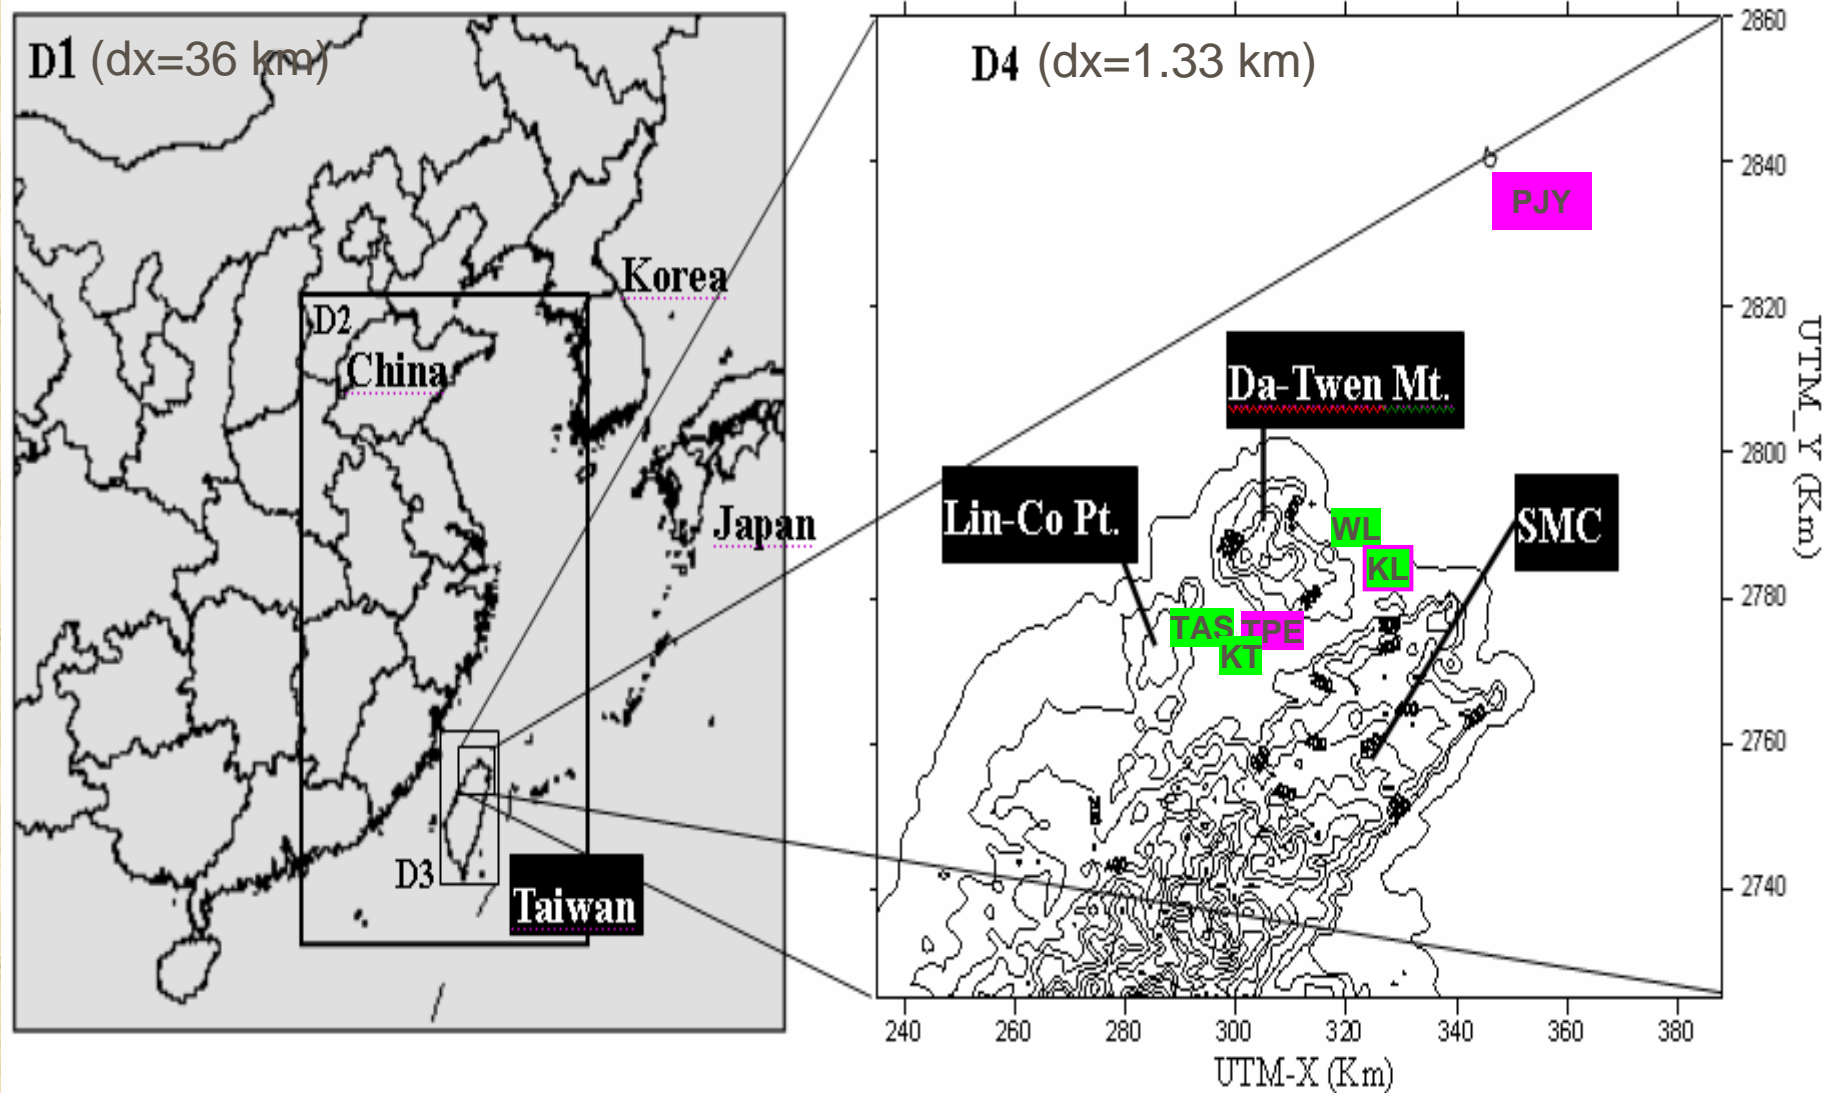 D1 (dx=36 km)
D4 (dx=1.33 km)
Korea
D2
China
Japan
D3
Taiwan
PJY
Da-Twen Mt.
Lin-Co Pt.
SMC
WL
KL
TAS
TPE
KT
2860
2840
2820
2800
2780
2760
2740
UTM_Y (Km)
240 260 280 300 320 340 360 380
UTM-X (Km)